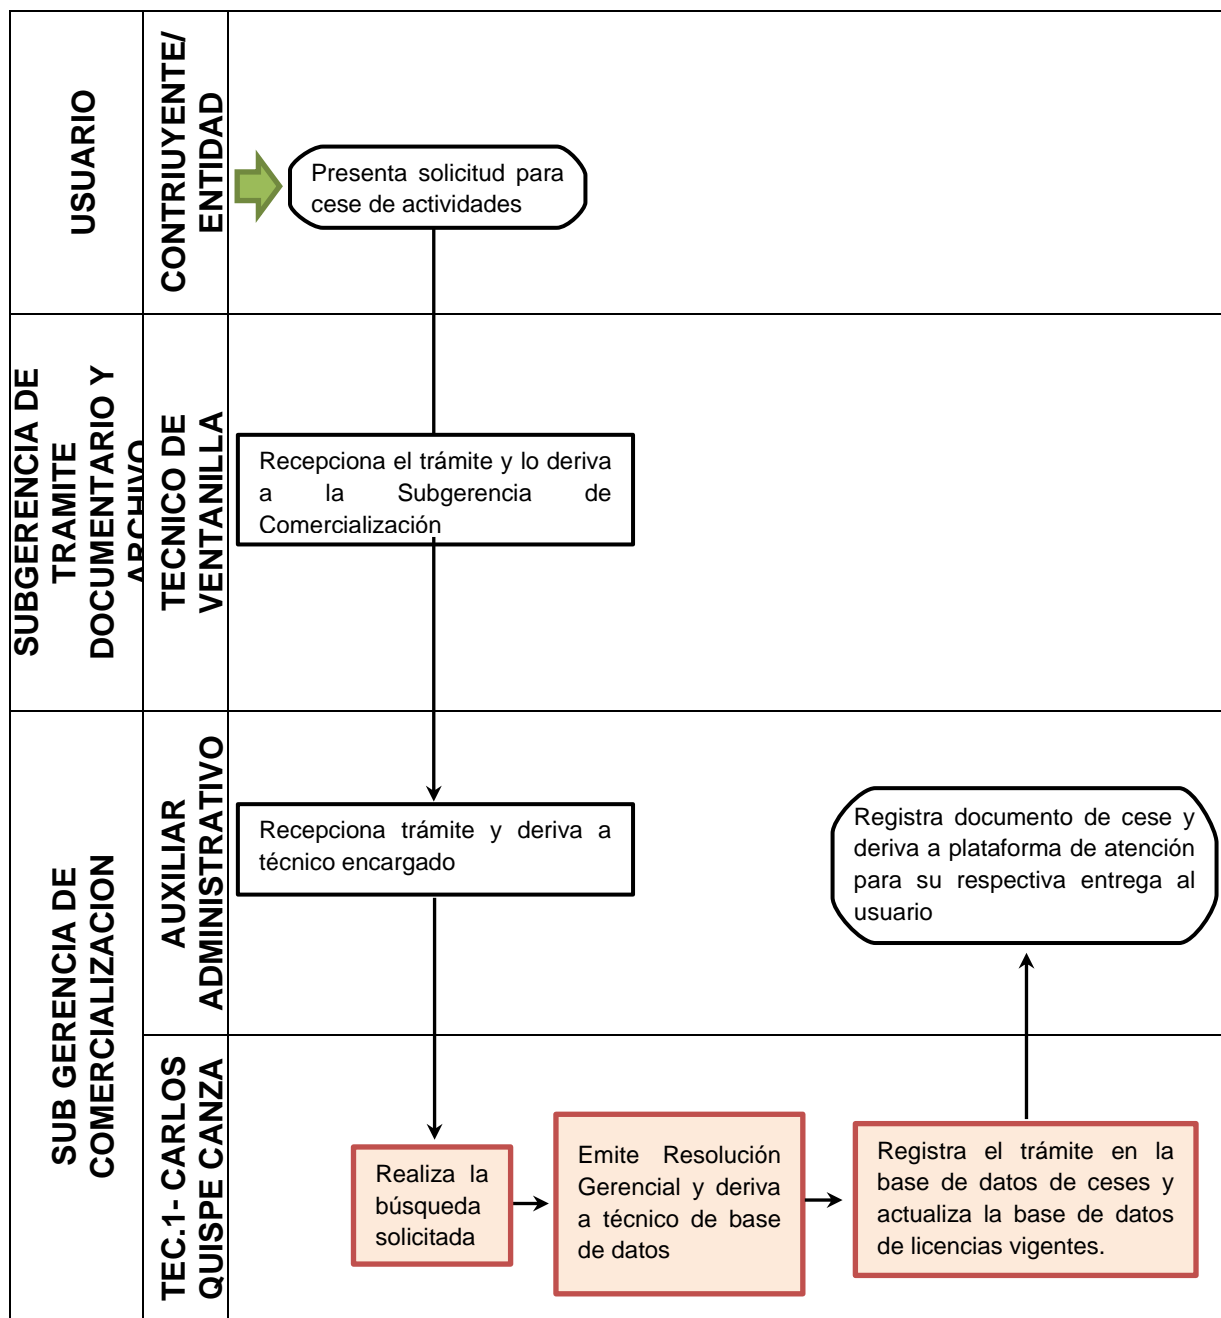 USUARIO
CONTRIUYENTE/
ENTIDAD
Presenta solicitud para
cese de actividades
SUBGERENCIA DE
TRAMITE
DOCUMENTARIO Y
ARCHIVO
TECNICO DE
VENTANILLA
Recepciona el trámite y lo deriva
a la Subgerencia de
Comercialización
SUB GERENCIA DE
COMERCIALIZACION
AUXILIAR
ADMINISTRATIVO
Recepciona trámite y deriva a
técnico encargado
Registra documento de cese y
deriva a plataforma de atención
para su respectiva entrega al
usuario
TEC.1- CARLOS
QUISPE CANZA
Realiza la
búsqueda
solicitada
Emite Resolución
Gerencial y deriva
a técnico de base
de datos
Registra el trámite en la
base de datos de ceses y
actualiza la base de datos
de licencias vigentes.